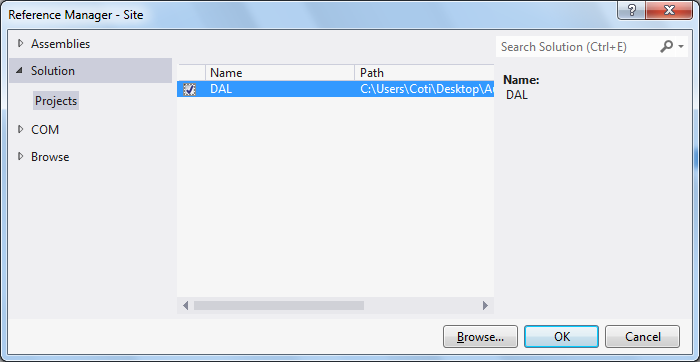 Reference Manager - Site
Assemblies
Solution
Projects
COM
Browse
Name Path
DAL C:\Users\Coti\Desktop\A
Search Solution (Ctrl+E)
Name:
DAL
Browse...
OK
Cancel